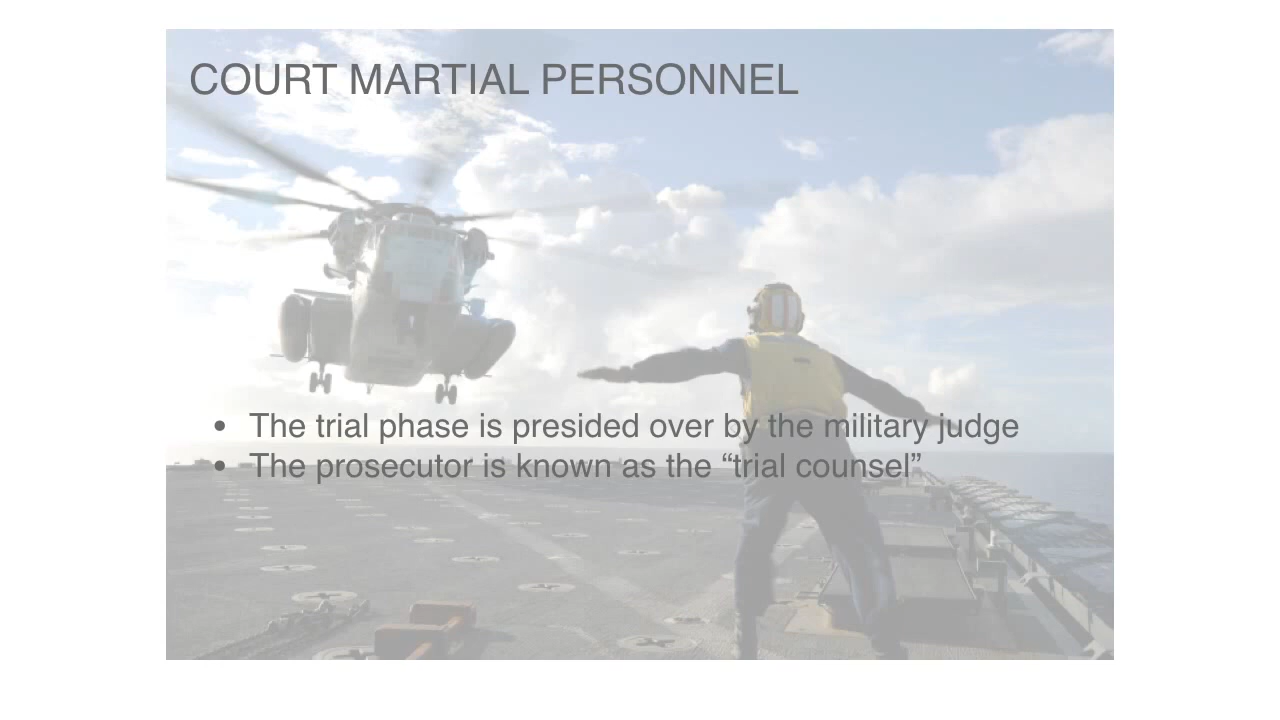 COURT MARTIAL PERSONNEL
• The trial phase is presided over by the military judge
• The prosecutor is known as the “trial counsel”